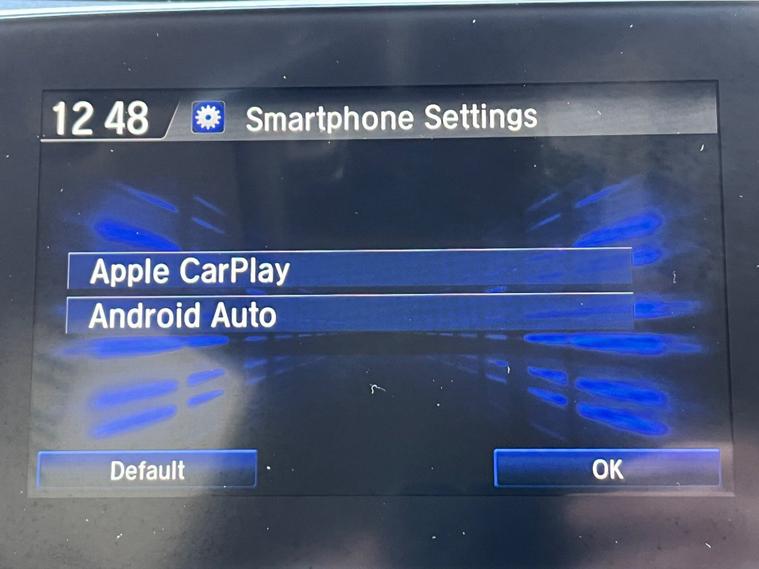 12 48 Smartphone Settings
Apple CarPlay
Android Auto
Default OK